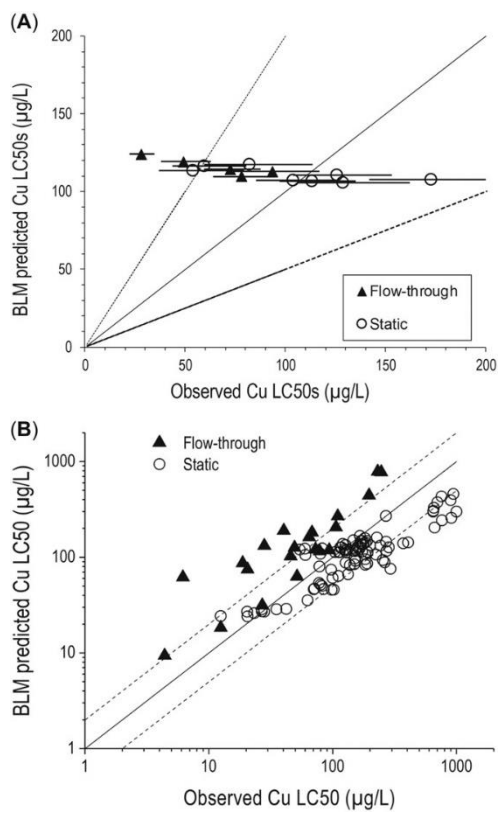 (A)
200
150
100
50
0
BLM predicted Cu LC50s (µg/L)
Flow-through
Static
0 50 100 150 200
Observed Cu LC50s (µg/L)
(B)
Flow-through
Static
1000
100
10
1
BLM predicted Cu LC50 (µg/L)
1 10 100 1000
Observed Cu LC50 (µg/L)